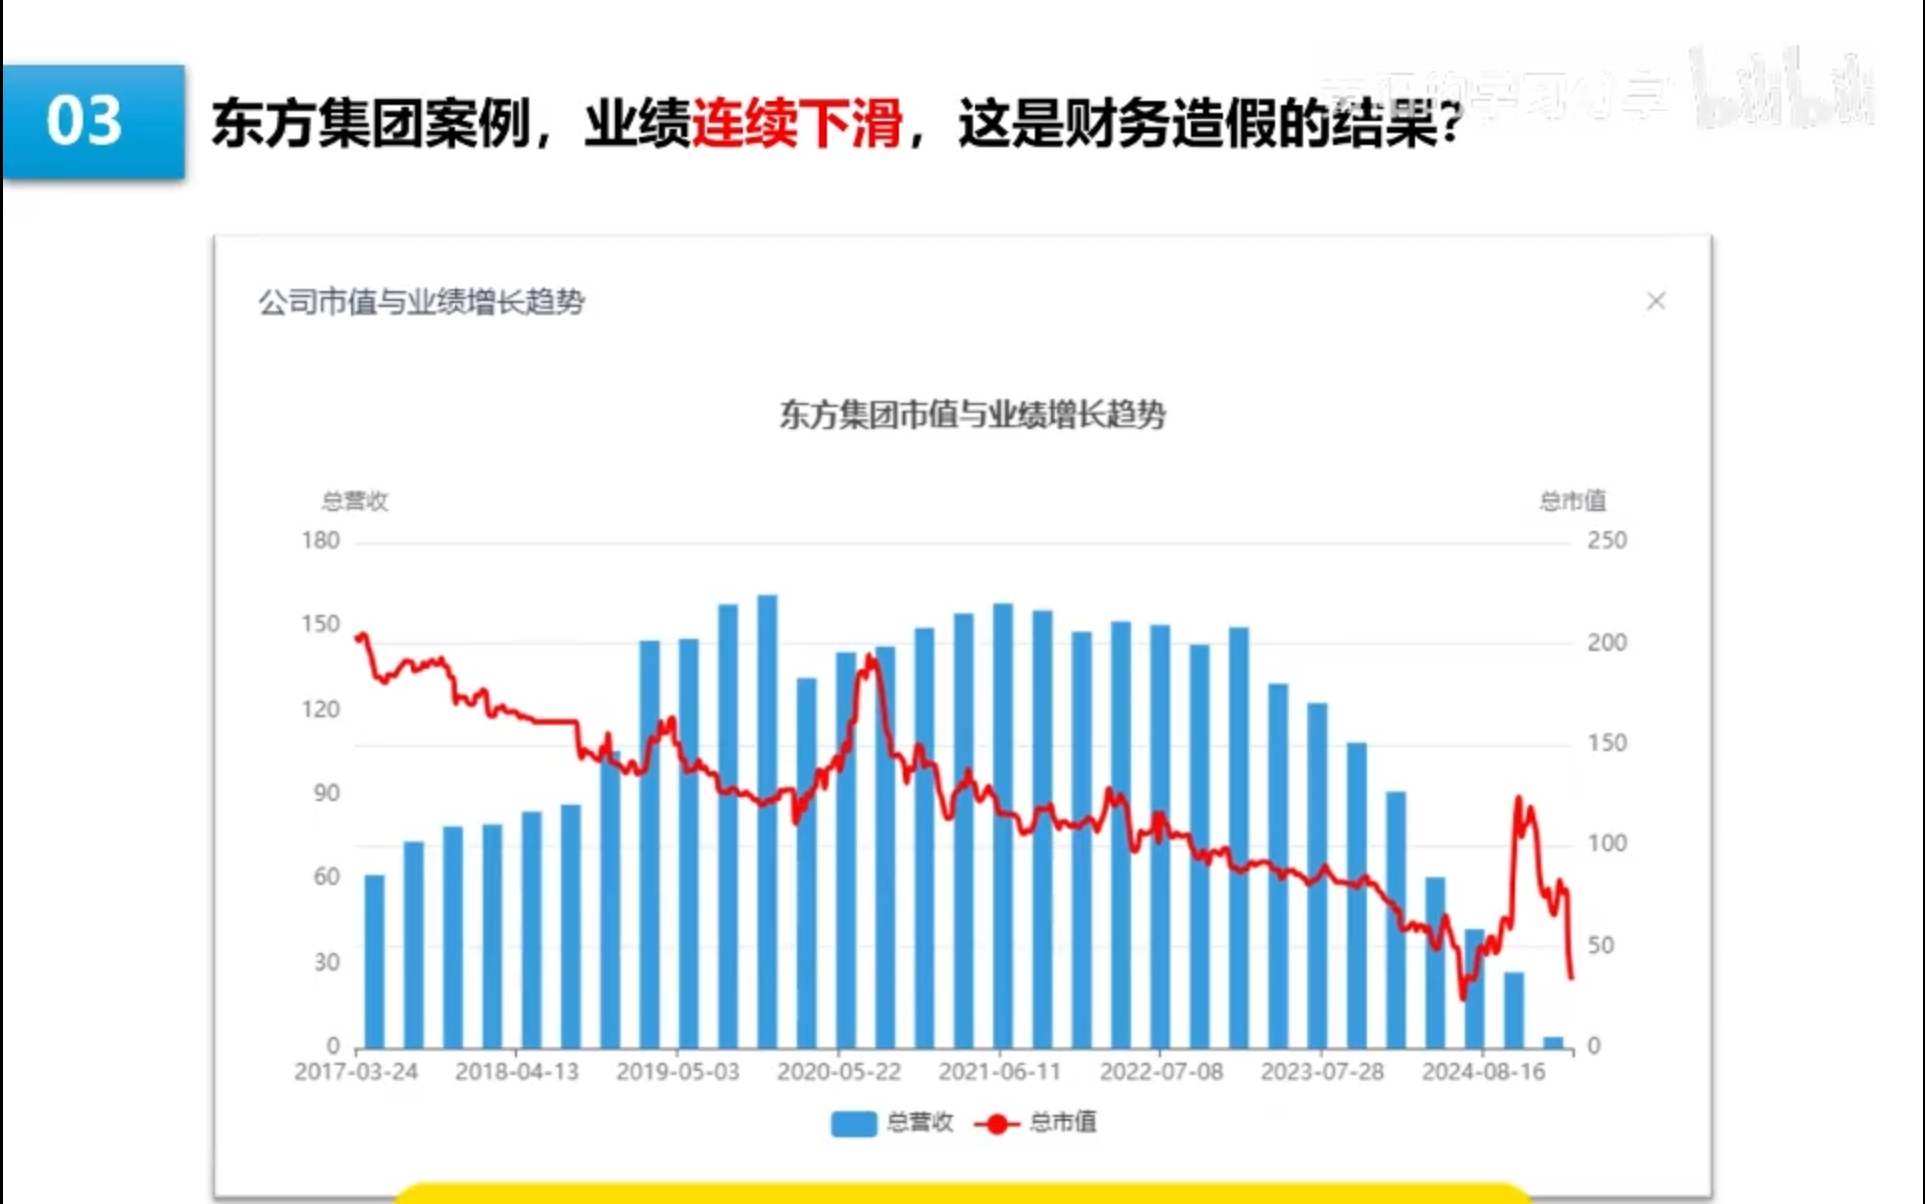 03
东方集团案例，业绩连续下滑，这是财务造假的结果？
bilibili
公司市值与业绩增长趋势
×
东方集团市值与业绩增长趋势
总营收 总市值
180 250
150 200
120 150
90 100
60 50
30 0
0
2017-03-24 2018-04-13 2019-05-03 2020-05-22 2021-06-11 2022-07-08 2023-07-28 2024-08-16
总营收 总市值